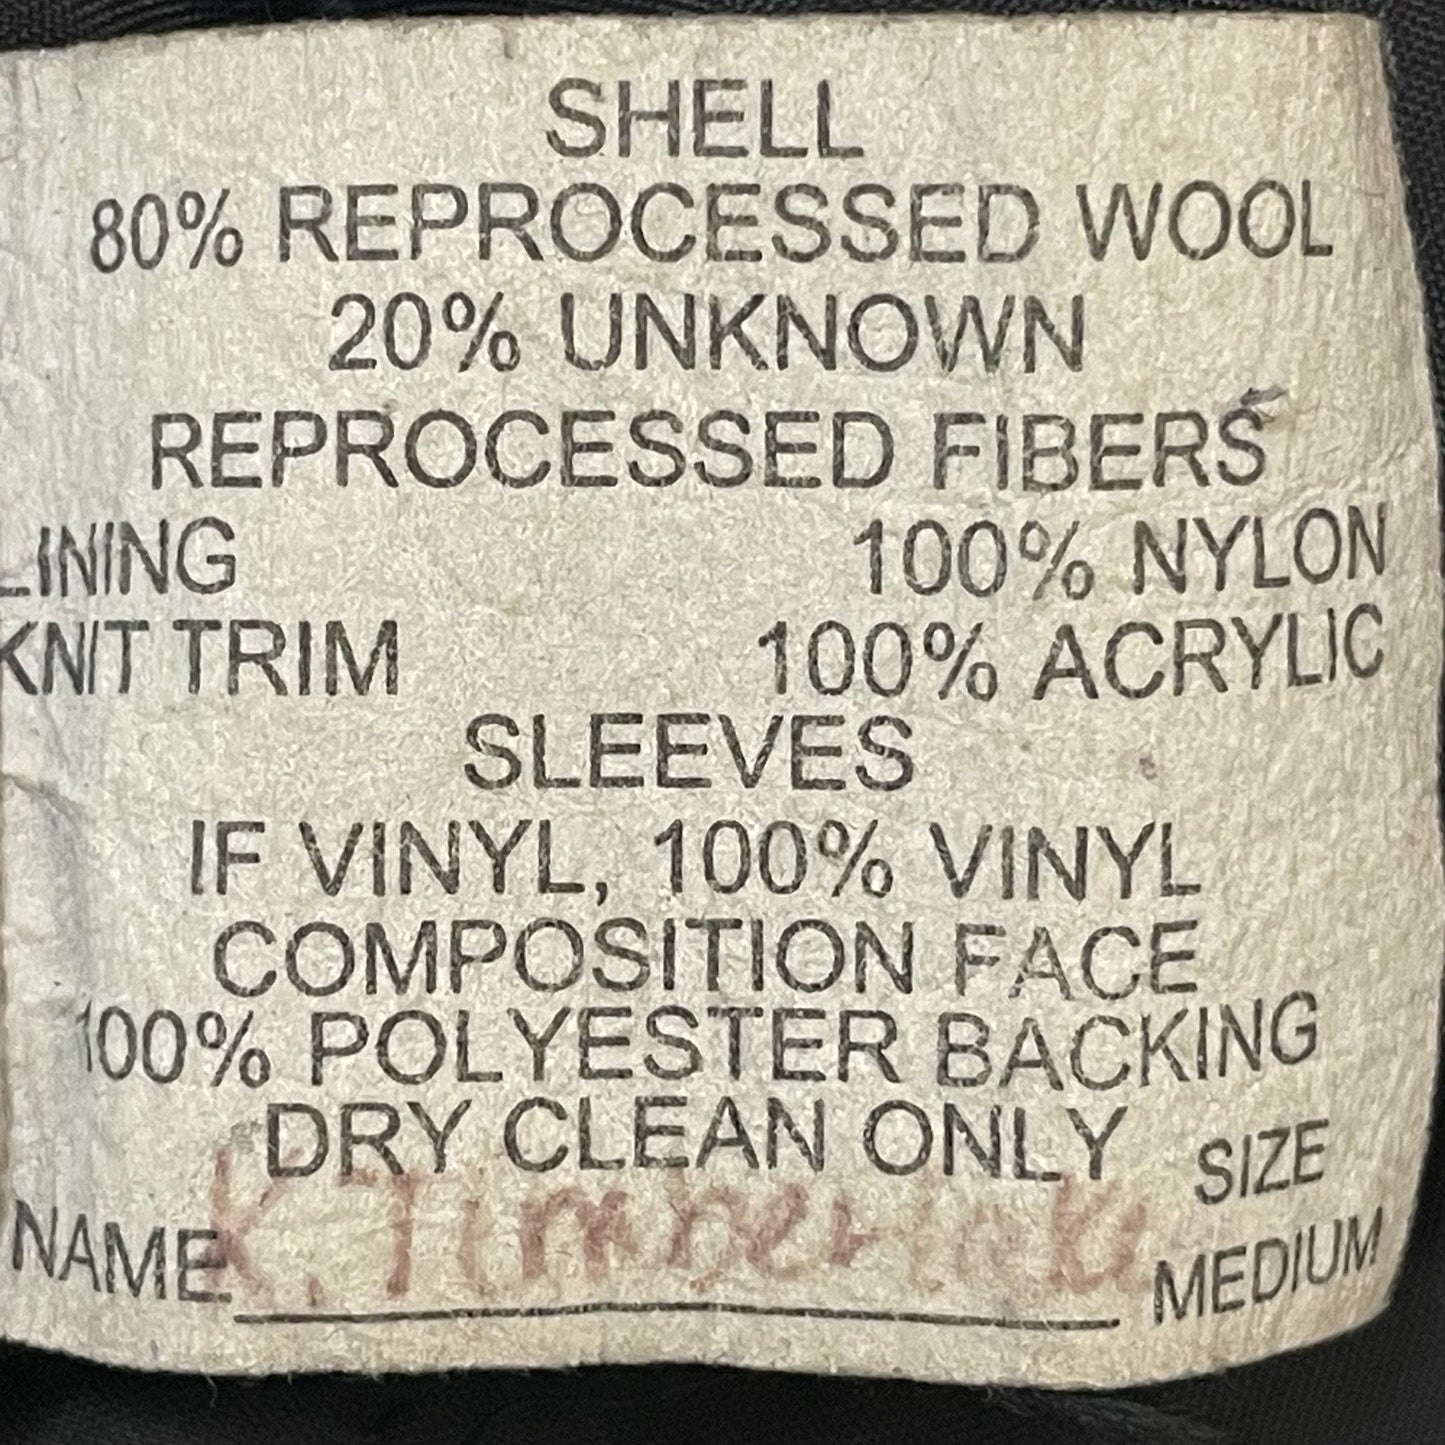 SHELL
80% REPROCESSED WOOL
20% UNKNOWN
REPROCESSED FIBERS
LINING 100% NYLON
KNIT TRIM 100% ACRYLIC
SLEEVES
IF VINYL, 100% VINYL
COMPOSITION FACE
100% POLYESTER BACKING
DRY CLEAN ONLY
SIZE
NAME K. Timberlake
MEDIUM